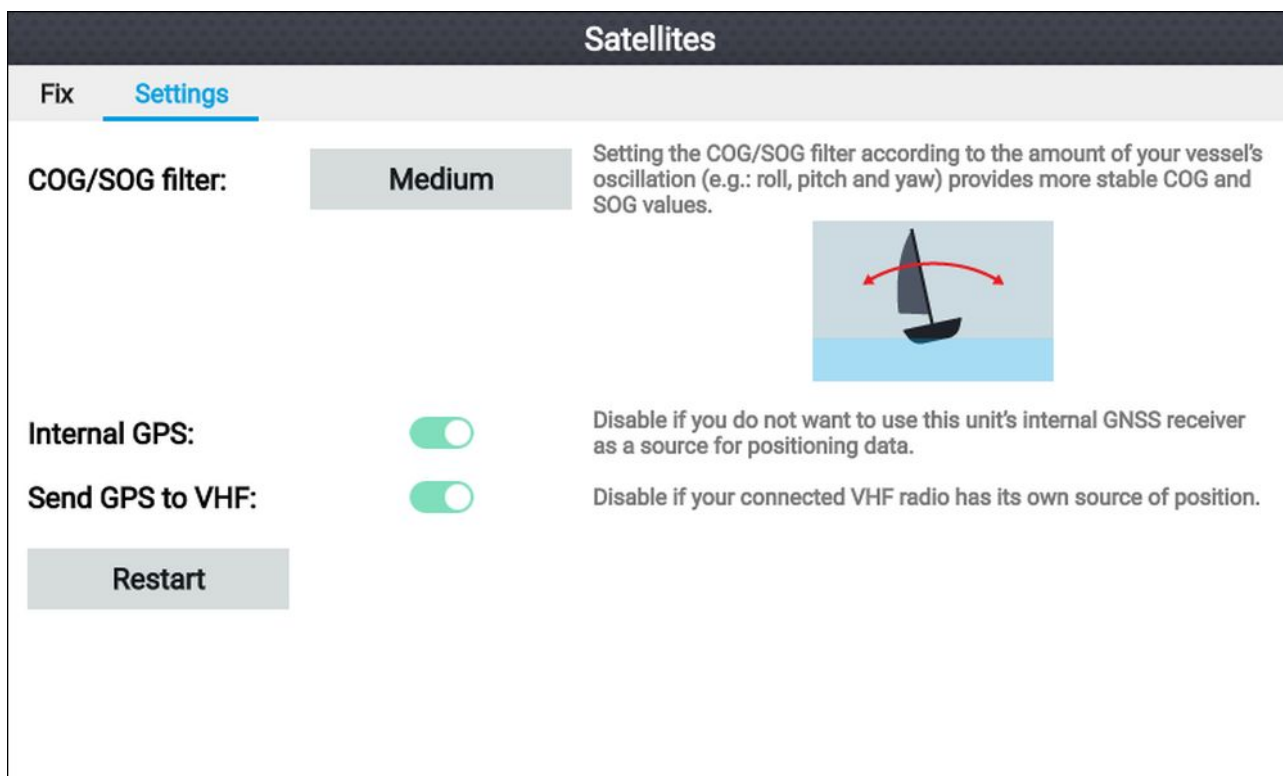 Satellites
Fix Settings
COG/SOG filter:
Medium
Setting the COG/SOG filter according to the amount of your vessel's
oscillation (e.g.: roll, pitch and yaw) provides more stable COG and
SOG values.
Internal GPS:
Disable if you do not want to use this unit's internal GNSS receiver
as a source for positioning data.
Send GPS to VHF:
Disable if your connected VHF radio has its own source of position.
Restart